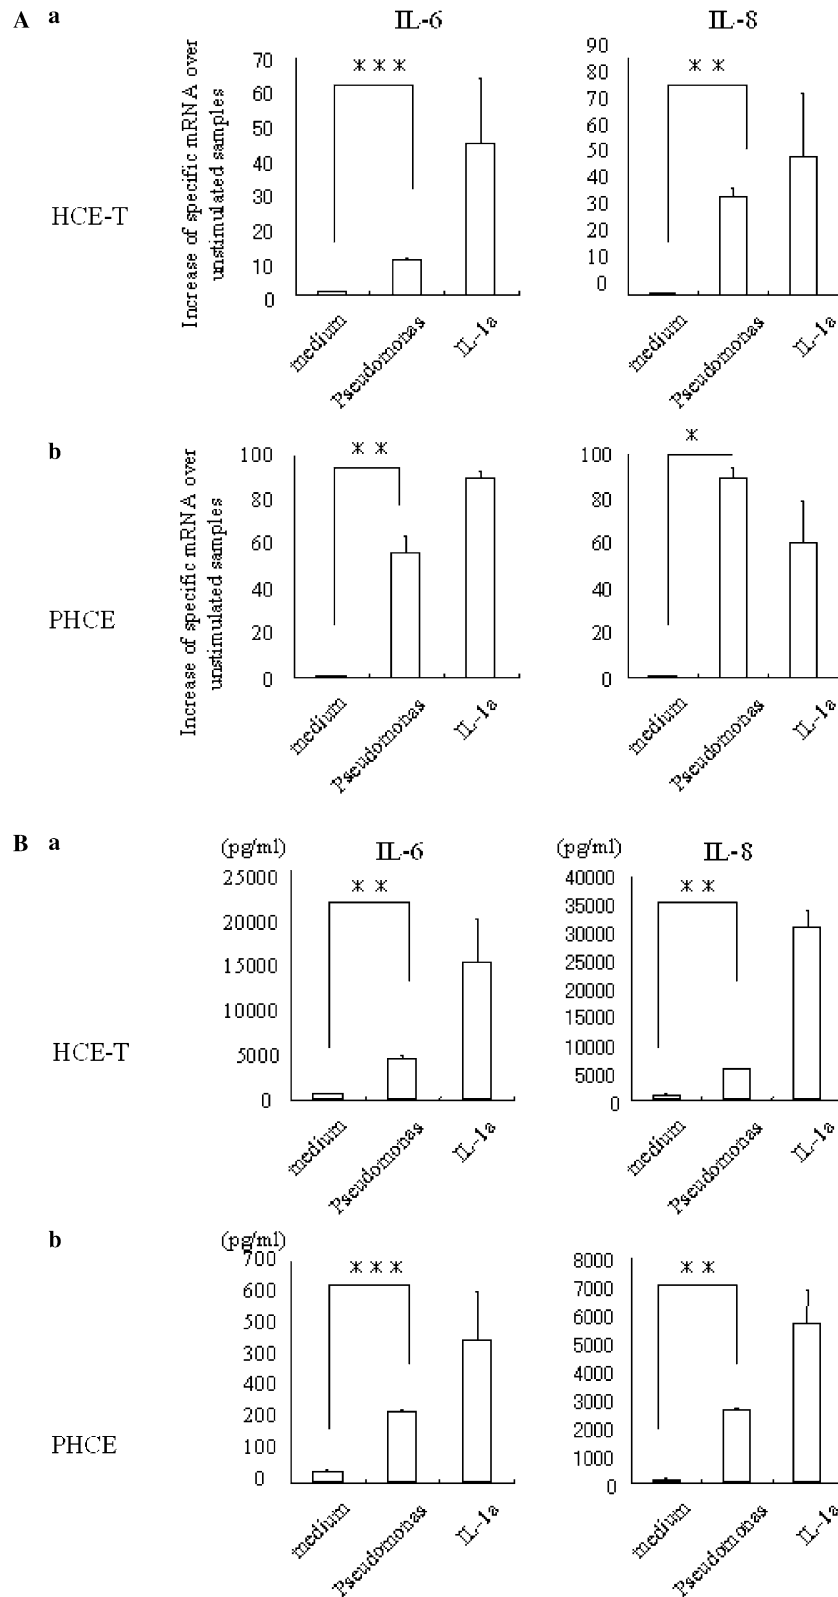 A a
IL-6
IL-8
Increase of specific mRNA over
unstimulated samples
HCE-T
70
60
50
40
30
20
10
0
* * *
medium
Pseudomonas
IL-1a
90
80
70
60
50
40
30
20
10
0
* *
medium
Pseudomonas
IL-1a
b
Increase of specific mRNA over
unstimulated samples
PHCE
100
80
60
40
20
0
* *
medium
Pseudomonas
IL-1a
100
80
60
40
20
0
*
medium
Pseudomonas
IL-1a
B a
(pg/ml)
IL-6
(pg/ml)
IL-8
HCE-T
25000
20000
15000
10000
5000
0
* *
medium
Pseudomonas
IL-1a
40000
35000
30000
25000
20000
15000
10000
5000
0
* *
medium
Pseudomonas
IL-1a
b
(pg/ml)
PHCE
700
600
500
300
400
200
100
0
* * *
medium
Pseudomonas
IL-1a
8000
7000
6000
5000
4000
3000
2000
1000
0
* *
medium
Pseudomonas
IL-1a